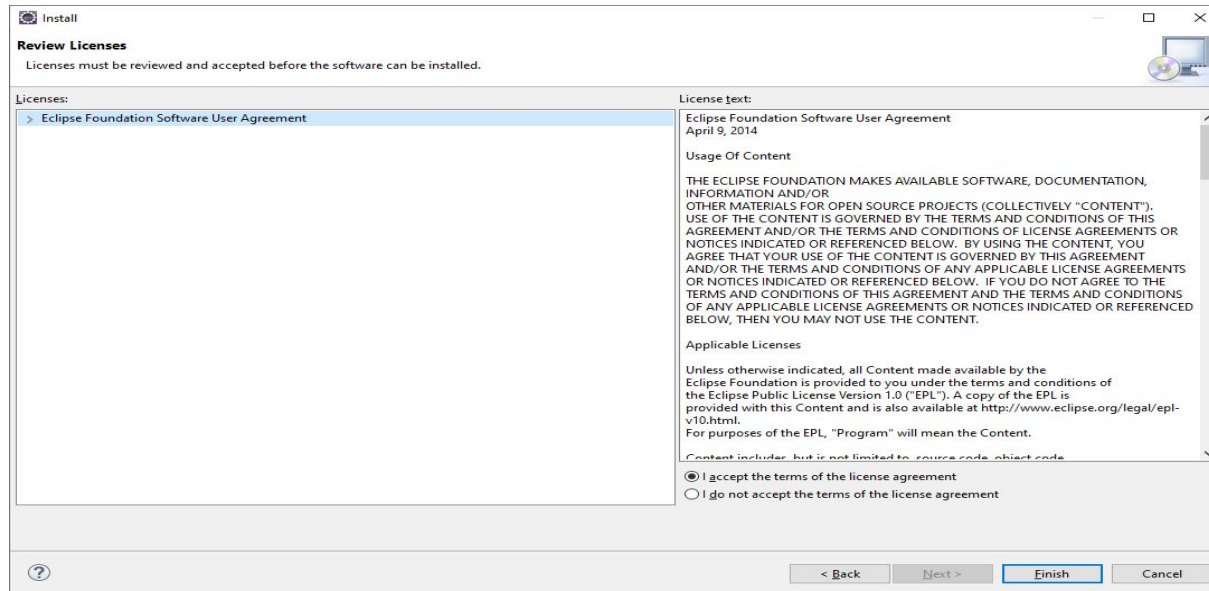 Install
Review Licenses
Licenses must be reviewed and accepted before the software can be installed.
Licenses:
> Eclipse Foundation Software User Agreement
License text:
Eclipse Foundation Software User Agreement
April 9, 2014
Usage Of Content
THE ECLIPSE FOUNDATION MAKES AVAILABLE SOFTWARE, DOCUMENTATION,
INFORMATION AND/OR
OTHER MATERIALS FOR OPEN SOURCE PROJECTS (COLLECTIVELY "CONTENT").
USE OF THE CONTENT IS GOVERNED BY THE TERMS AND CONDITIONS OF THIS
AGREEMENT AND/OR THE TERMS AND CONDITIONS OF LICENSE AGREEMENTS OR
NOTICES INDICATED OR REFERENCED BELOW.  BY USING THE CONTENT, YOU
AGREE THAT YOUR USE OF THE CONTENT IS GOVERNED BY THIS AGREEMENT
AND/OR THE TERMS AND CONDITIONS OF ANY APPLICABLE LICENSE AGREEMENTS
OR NOTICES INDICATED OR REFERENCED BELOW.  IF YOU DO NOT AGREE TO THE
TERMS AND CONDITIONS OF THIS AGREEMENT AND THE TERMS AND CONDITIONS
OF ANY APPLICABLE LICENSE AGREEMENTS OR NOTICES INDICATED OR REFERENCED
BELOW, THEN YOU MAY NOT USE THE CONTENT.
Applicable Licenses
Unless otherwise indicated, all Content made available by the
Eclipse Foundation is provided to you under the terms and conditions of
the Eclipse Public License Version 1.0 ("EPL"). A copy of the EPL is
provided with this Content and is also available at http://www.eclipse.org/legal/epl-
v10.html.
For purposes of the EPL, "Program" will mean the Content.
Content includes, but is not limited to, source code, object code,
I accept the terms of the license agreement
I do not accept the terms of the license agreement
?
< Back
Next >
Finish
Cancel